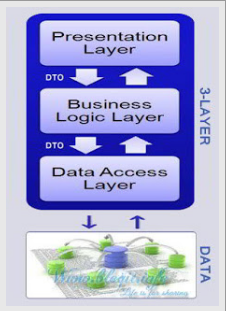 Presentation
Layer
DTO
Business
Logic Layer
DTO
Data Access
Layer
3-LAYER
DATA